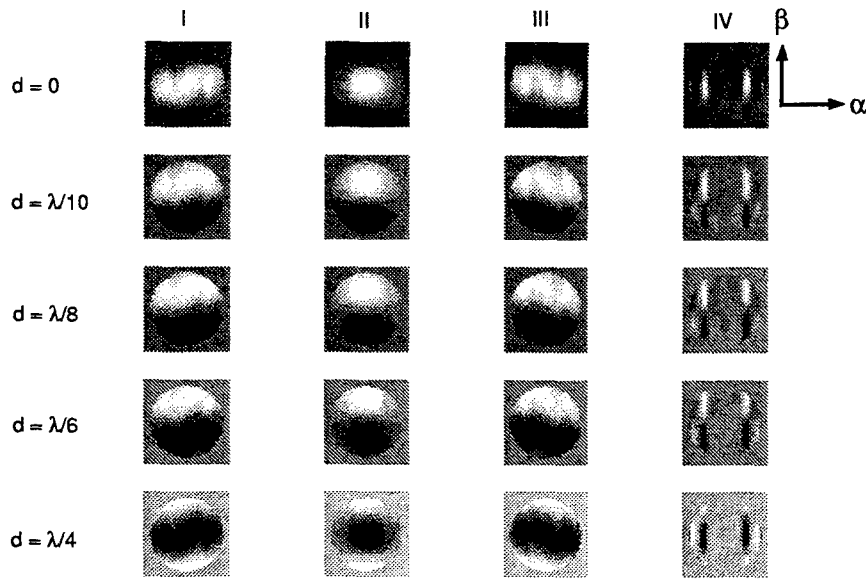 I II III IV β
d = 0 α
d = λ/10
d = λ/8
d = λ/6
d = λ/4